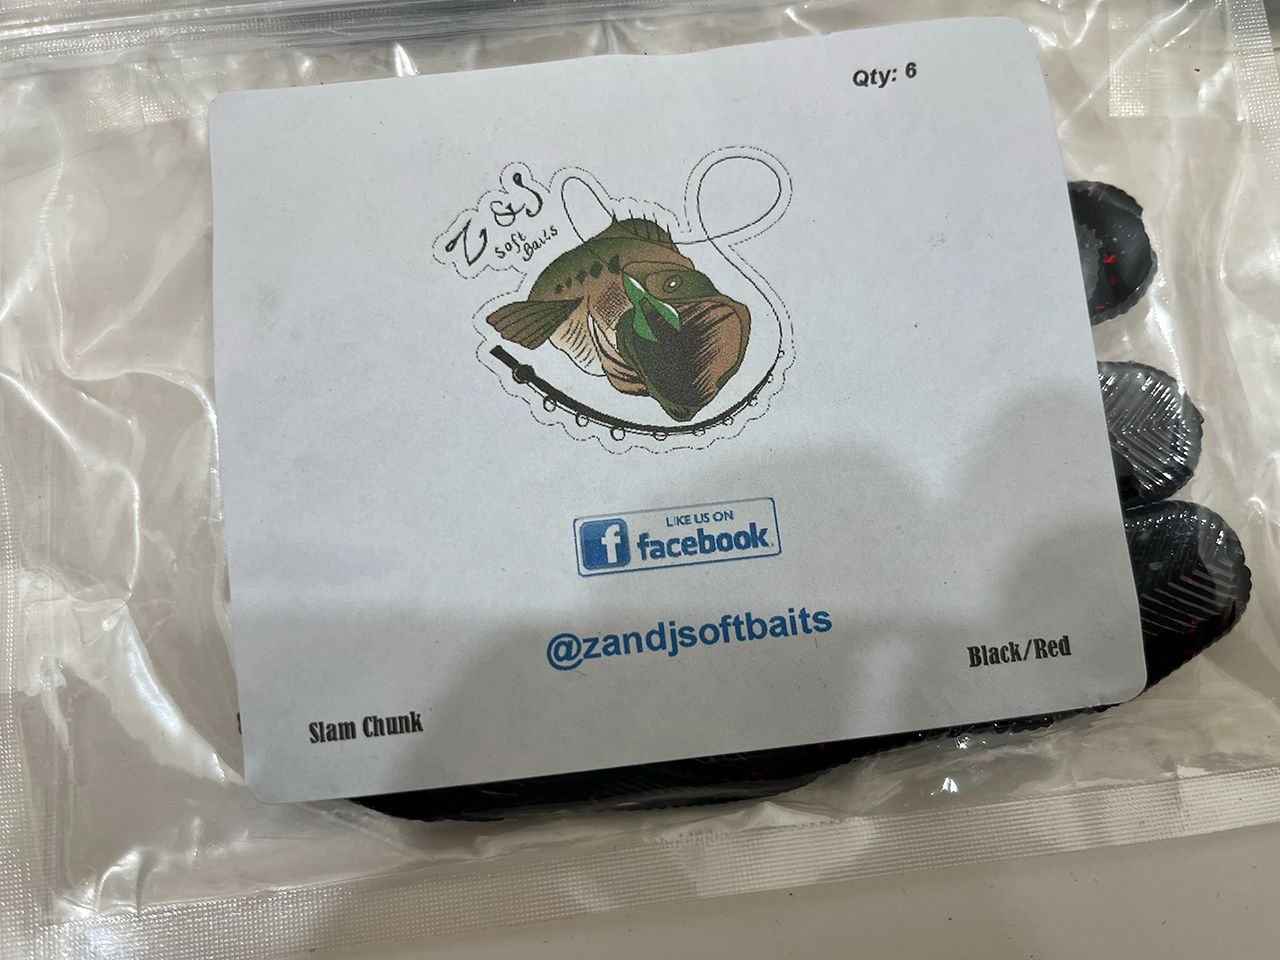 Qty: 6
Z & J
Soft
Baits
LIKE US ON
f facebook
@zandjsoftbaits
Black/Red
Slam Chunk